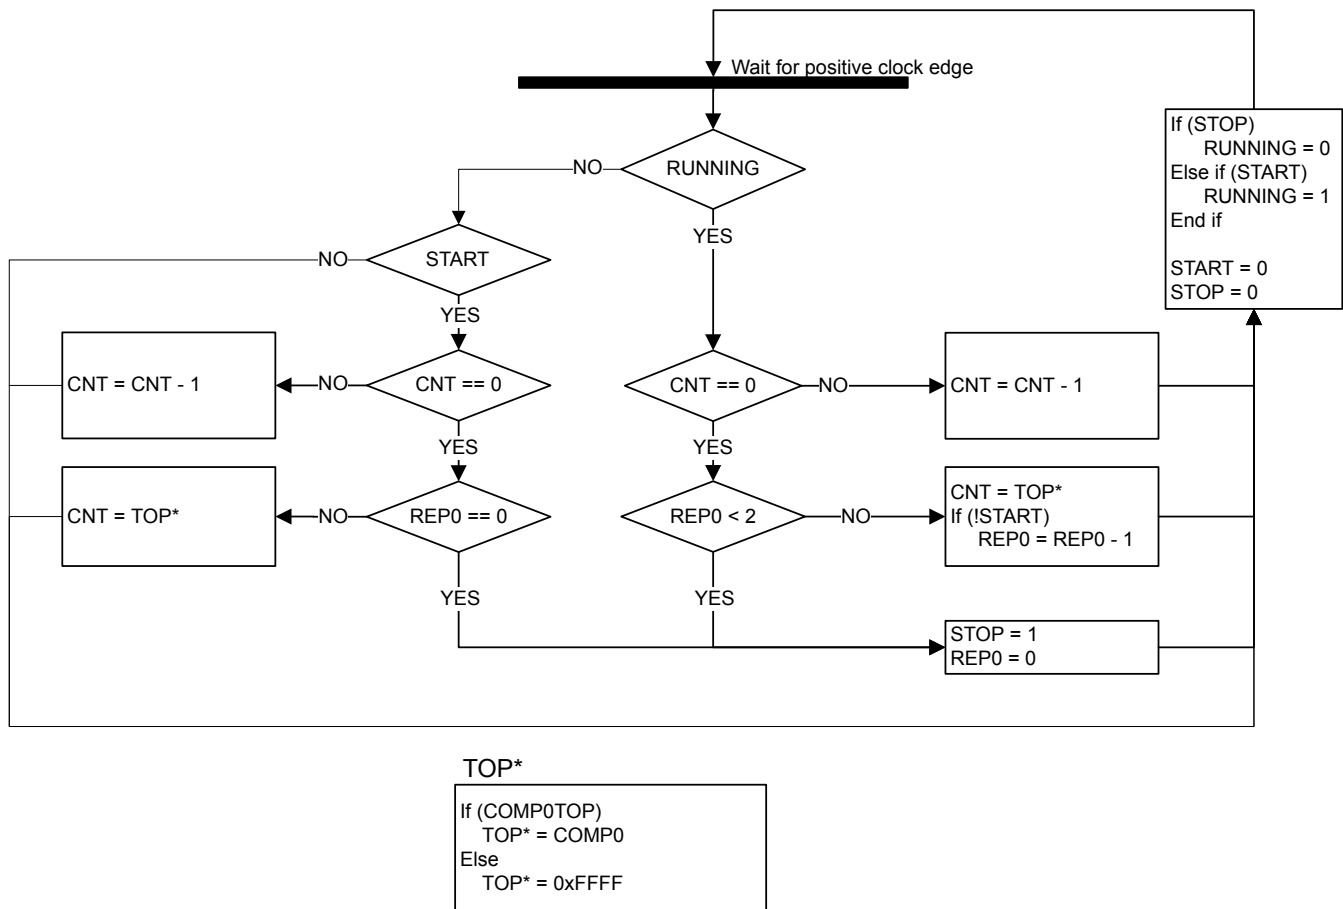 Wait for positive clock edge
If (STOP)
RUNNING = 0
Else if (START)
RUNNING = 1
End if
START = 0
STOP = 0
NO
RUNNING
YES
NO
START
YES
CNT = CNT - 1
NO
CNT == 0
CNT == 0
NO
CNT = CNT - 1
YES
YES
CNT = TOP*
NO
REP0 == 0
REP0 < 2
NO
CNT = TOP*
If (!START)
REP0 = REP0 - 1
YES
YES
STOP = 1
REP0 = 0
TOP*
If (COMP0TOP)
TOP* = COMP0
Else
TOP* = 0xFFFF